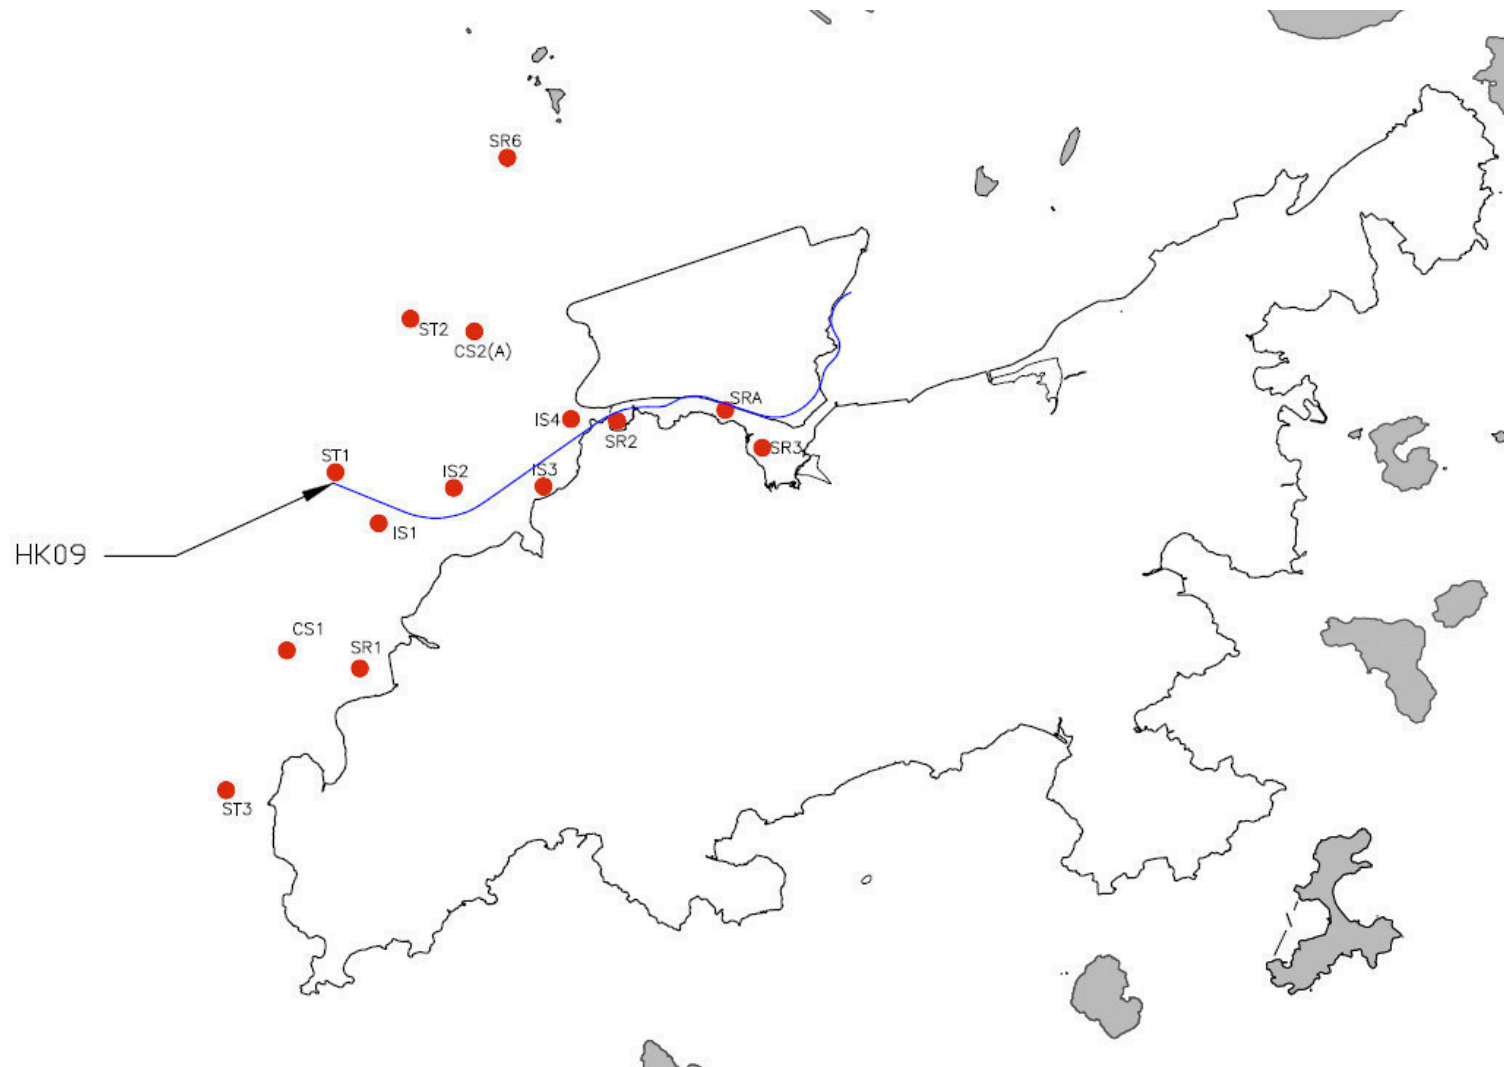 SR6
ST2
CS2(A)
SRA
IS4
SR2
SR3
ST1
IS2
IS3
IS1
HK09
CS1
SR1
ST3